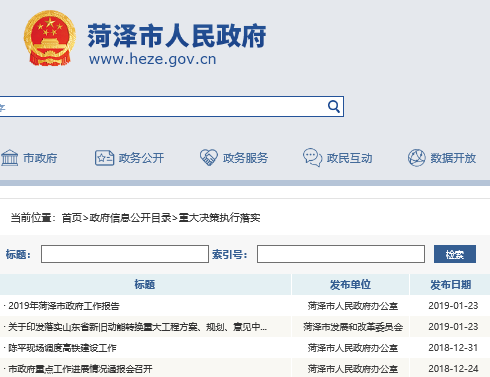 菏泽市人民政府
www.heze.gov.cn
字
市政府 政务公开 政务服务 政民互动 数据开放
当前位置：首页>政府信息公开目录>重大决策执行落实
标题： 索引号： 检索
标题 发布单位 发布日期
· 2019年菏泽市政府工作报告 菏泽市人民政府办公室 2019-01-23
· 关于印发落实山东省新旧动能转换重大工程方案、规划、意见中... 菏泽市发展和改革委员会 2019-01-23
· 陈平现场调度高铁建设工作 菏泽市人民政府办公室 2018-12-31
· 市政府重点工作进展情况通报会召开 菏泽市人民政府办公室 2018-12-24